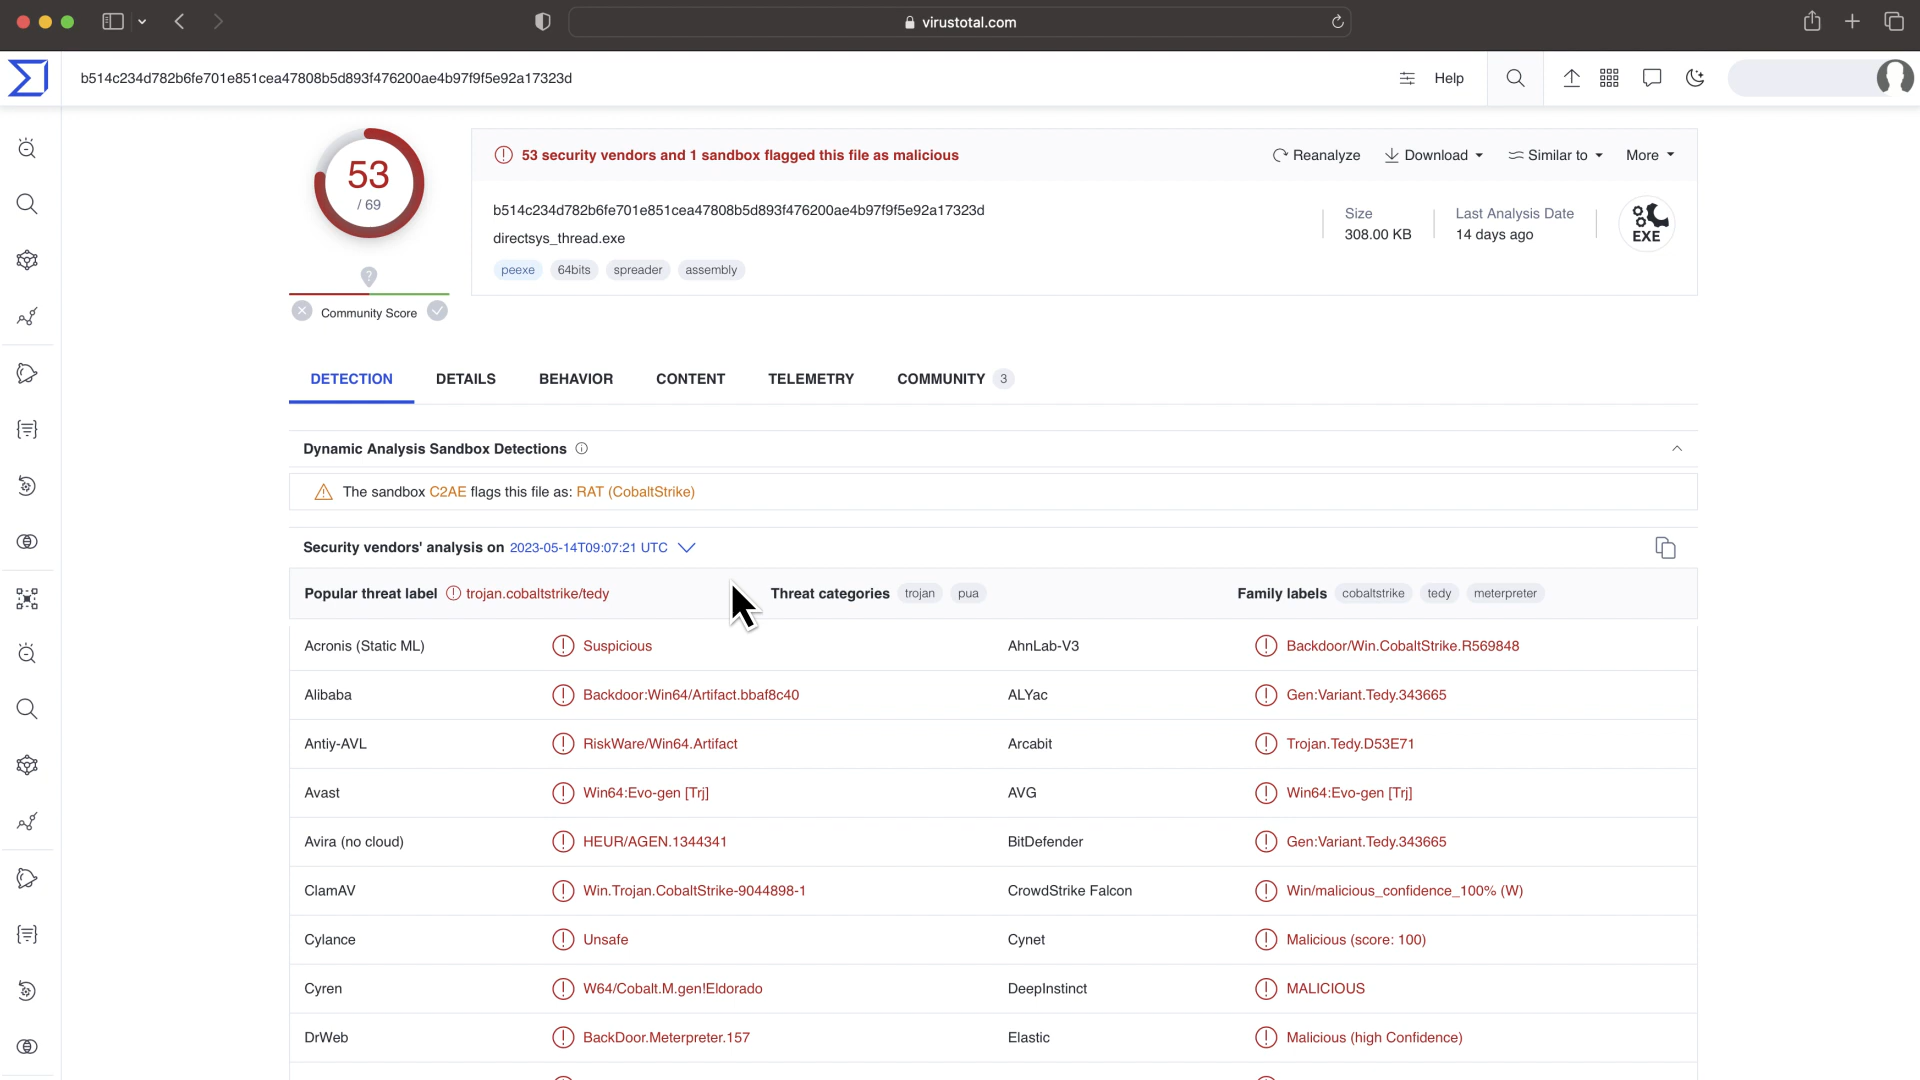 virustotal.com
b514c234d782b6fe701e851cea47808b5d893f476200ae4b97f9f5e92a17323d
Help
53
/ 69
Community Score
53 security vendors and 1 sandbox flagged this file as malicious
Reanalyze Download Similar to More
b514c234d782b6fe701e851cea47808b5d893f476200ae4b97f9f5e92a17323d
directsys_thread.exe
peexe 64bits spreader assembly
Size
308.00 KB
Last Analysis Date
14 days ago
EXE
DETECTION DETAILS BEHAVIOR CONTENT TELEMETRY COMMUNITY 3
Dynamic Analysis Sandbox Detections
The sandbox C2AE flags this file as: RAT (CobaltStrike)
Security vendors' analysis on 2023-05-14T09:07:21 UTC
Popular threat label trojan.cobaltstrike/tedy Threat categories trojan pua Family labels cobaltstrike tedy meterpreter
Acronis (Static ML) Suspicious AhnLab-V3 Backdoor/Win.CobaltStrike.R569848
Alibaba Backdoor:Win64/Artifact.bbaf8c40 ALYac Gen:Variant.Tedy.343665
Antiy-AVL RiskWare/Win64.Artifact Arcabit Trojan.Tedy.D53E71
Avast Win64:Evo-gen [Trj] AVG Win64:Evo-gen [Trj]
Avira (no cloud) HEUR/AGEN.1344341 BitDefender Gen:Variant.Tedy.343665
ClamAV Win.Trojan.CobaltStrike-9044898-1 CrowdStrike Falcon Win/malicious_confidence_100% (W)
Cylance Unsafe Cynet Malicious (score: 100)
Cyren W64/Cobalt.M.gen!Eldorado DeepInstinct MALICIOUS
DrWeb BackDoor.Meterpreter.157 Elastic Malicious (high Confidence)